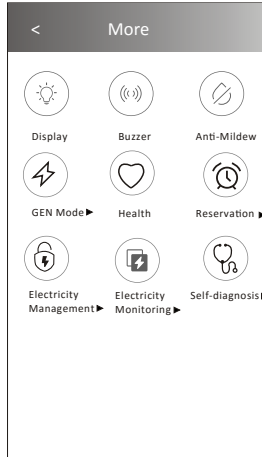 < More
Display Buzzer Anti-Mildew
GEN Mode▶ Health Reservation ▶
Electricity Electricity Self-diagnosis▶
Management▶ Monitoring▶